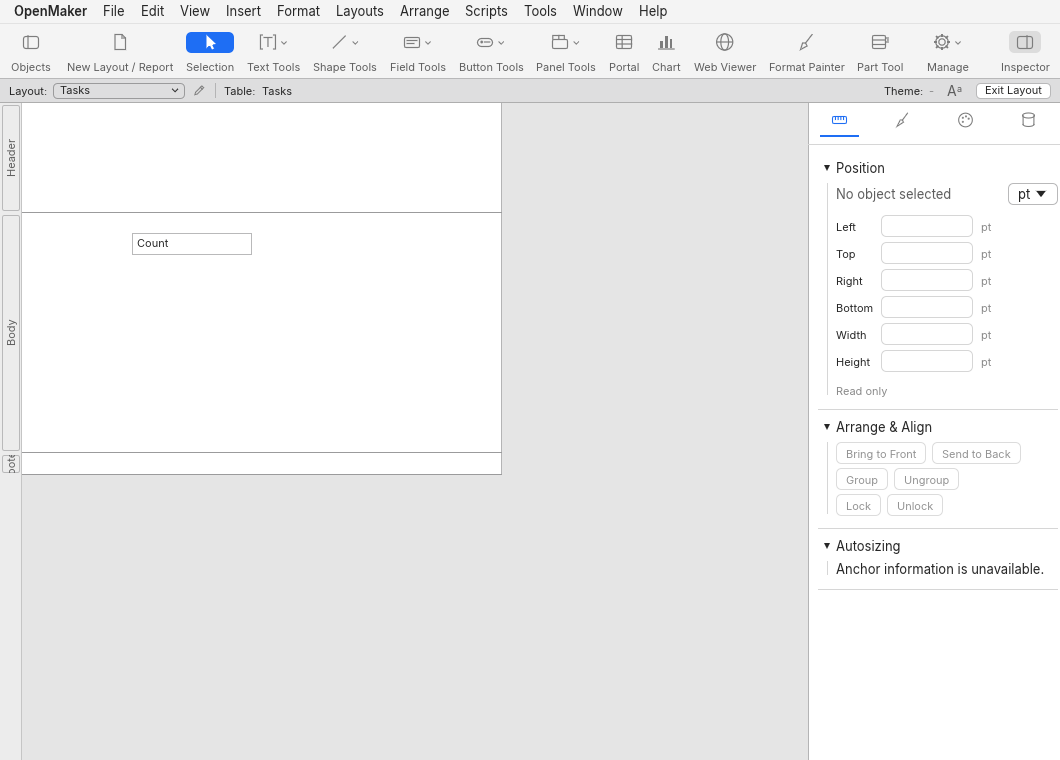 OpenMaker File Edit View Insert Format Layouts Arrange Scripts Tools Window Help
Objects New Layout / Report Selection Text Tools Shape Tools Field Tools Button Tools Panel Tools Portal Chart Web Viewer Format Painter Part Tool Manage Inspector
Layout: Tasks Table: Tasks Theme: - Aa Exit Layout
Header
Body
Position
No object selected pt
Left pt
Top pt
Right pt
Bottom pt
Width pt
Height pt
Read only
Count
Arrange & Align
Bring to Front Send to Back
Group Ungroup
Lock Unlock
Autosizing
Anchor information is unavailable.